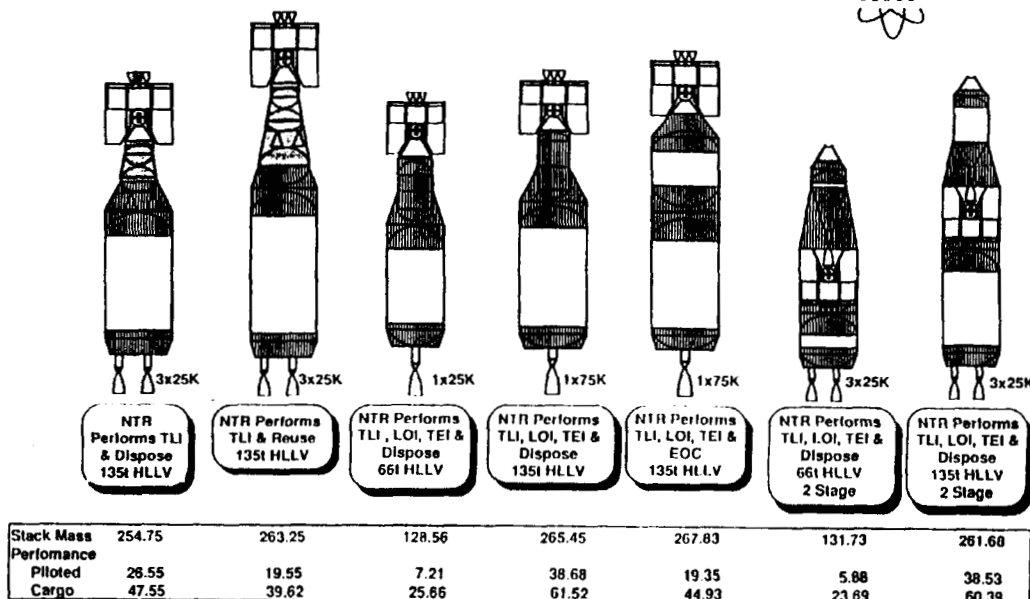 3x25K
3x25K
1x25K
1x75K
1x75K
3x25K
3x25K
NTR
Performs TLI
& Dispose
135t HLLV
NTR Performs
TLI & Reuse
135t HLLV
NTR Performs
TLI , LOI, TEI &
Dispose
66t HLLV
NTR Performs
TLI, LOI, TEI &
Dispose
135t HLLV
NTR Performs
TLI, LOI, TEI &
EOC
135t HLLV
NTR Performs
TLI, LOI, TEI &
Dispose
66t HLLV
2 Stage
NTR Performs
TLI, LOI, TEI &
Dispose
135t HLLV
2 Stage
Stack Mass 254.75 263.25 128.56 265.45 267.83 131.73 261.68
Perfomance
Piloted 26.55 19.55 7.21 38.68 19.35 5.88 38.53
Cargo 47.55 39.62 25.66 61.52 44.93 23.69 60.39